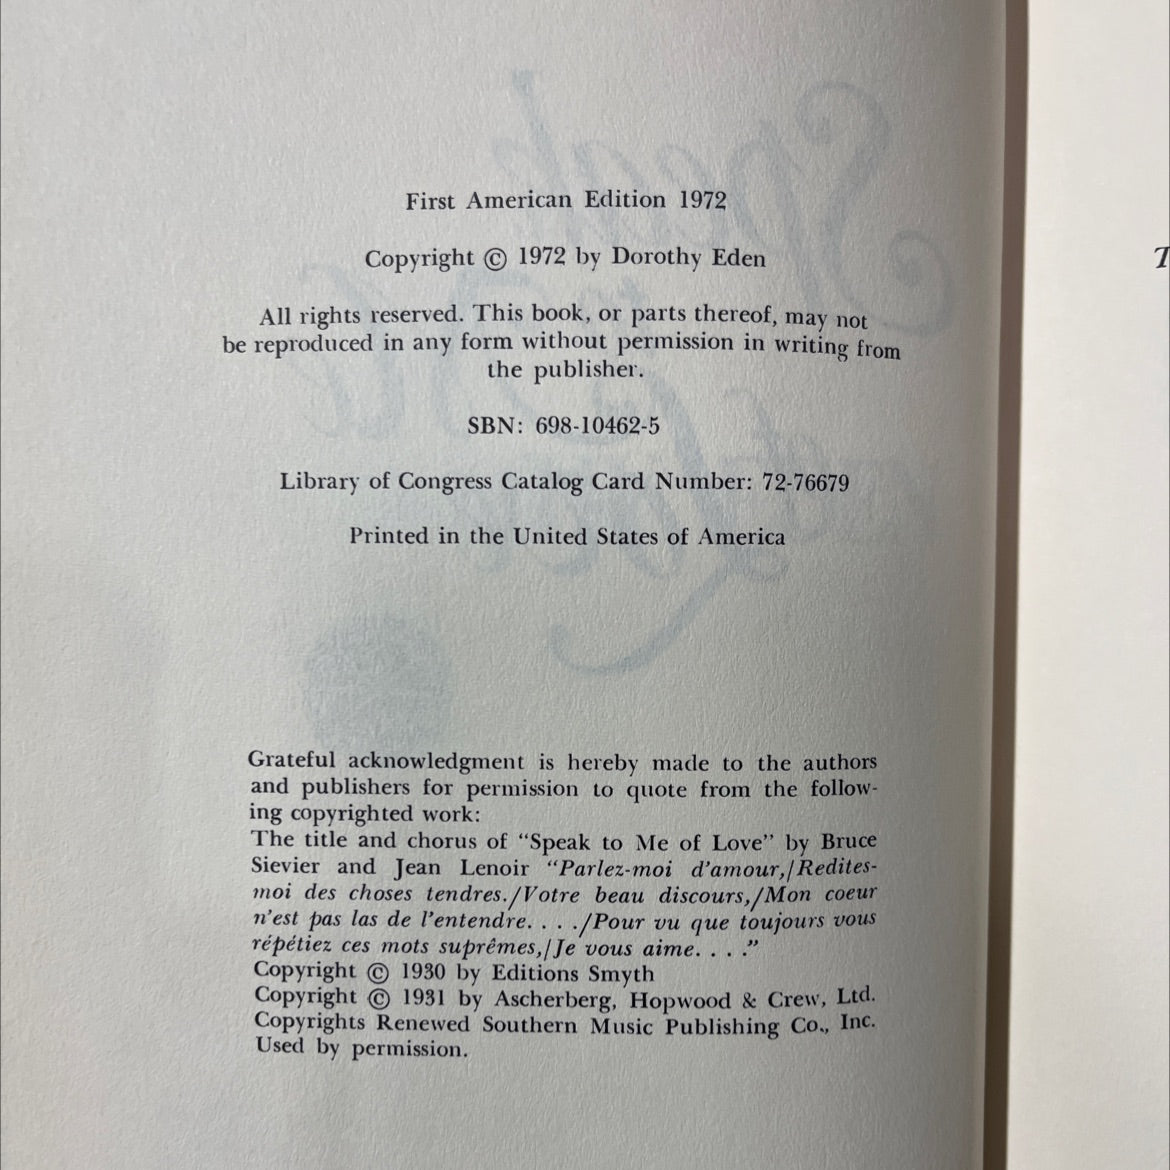 First American Edition 1972
Copyright © 1972 by Dorothy Eden
All rights reserved. This book, or parts thereof, may not
be reproduced in any form without permission in writing from
the publisher.
SBN: 698-10462-5
Library of Congress Catalog Card Number: 72-76679
Printed in the United States of America
Grateful acknowledgment is hereby made to the authors
and publishers for permission to quote from the follow-
ing copyrighted work:
The title and chorus of “Speak to Me of Love” by Bruce
Sievier and Jean Lenoir “Parlez-moi d’amour,/Redites-
moi des choses tendres./Votre beau discours,/Mon coeur
n’est pas las de l’entendre. . . ./Pour vu que toujours vous
répétiez ces mots suprêmes,/Je vous aime. . . .”
Copyright © 1930 by Editions Smyth
Copyright © 1931 by Ascherberg, Hopwood & Crew, Ltd.
Copyrights Renewed Southern Music Publishing Co., Inc.
Used by permission.